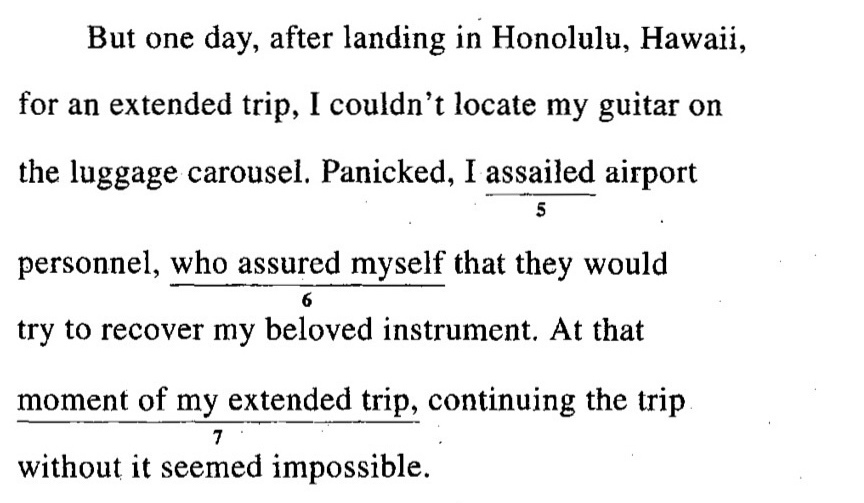 But one day, after landing in Honolulu, Hawaii,
for an extended trip, I couldn't locate my guitar on
the luggage carousel. Panicked, I assailed airport
5
personnel, who assured myself that they would
6
try to recover my beloved instrument. At that
moment of my extended trip, continuing the trip
7
without it seemed impossible.